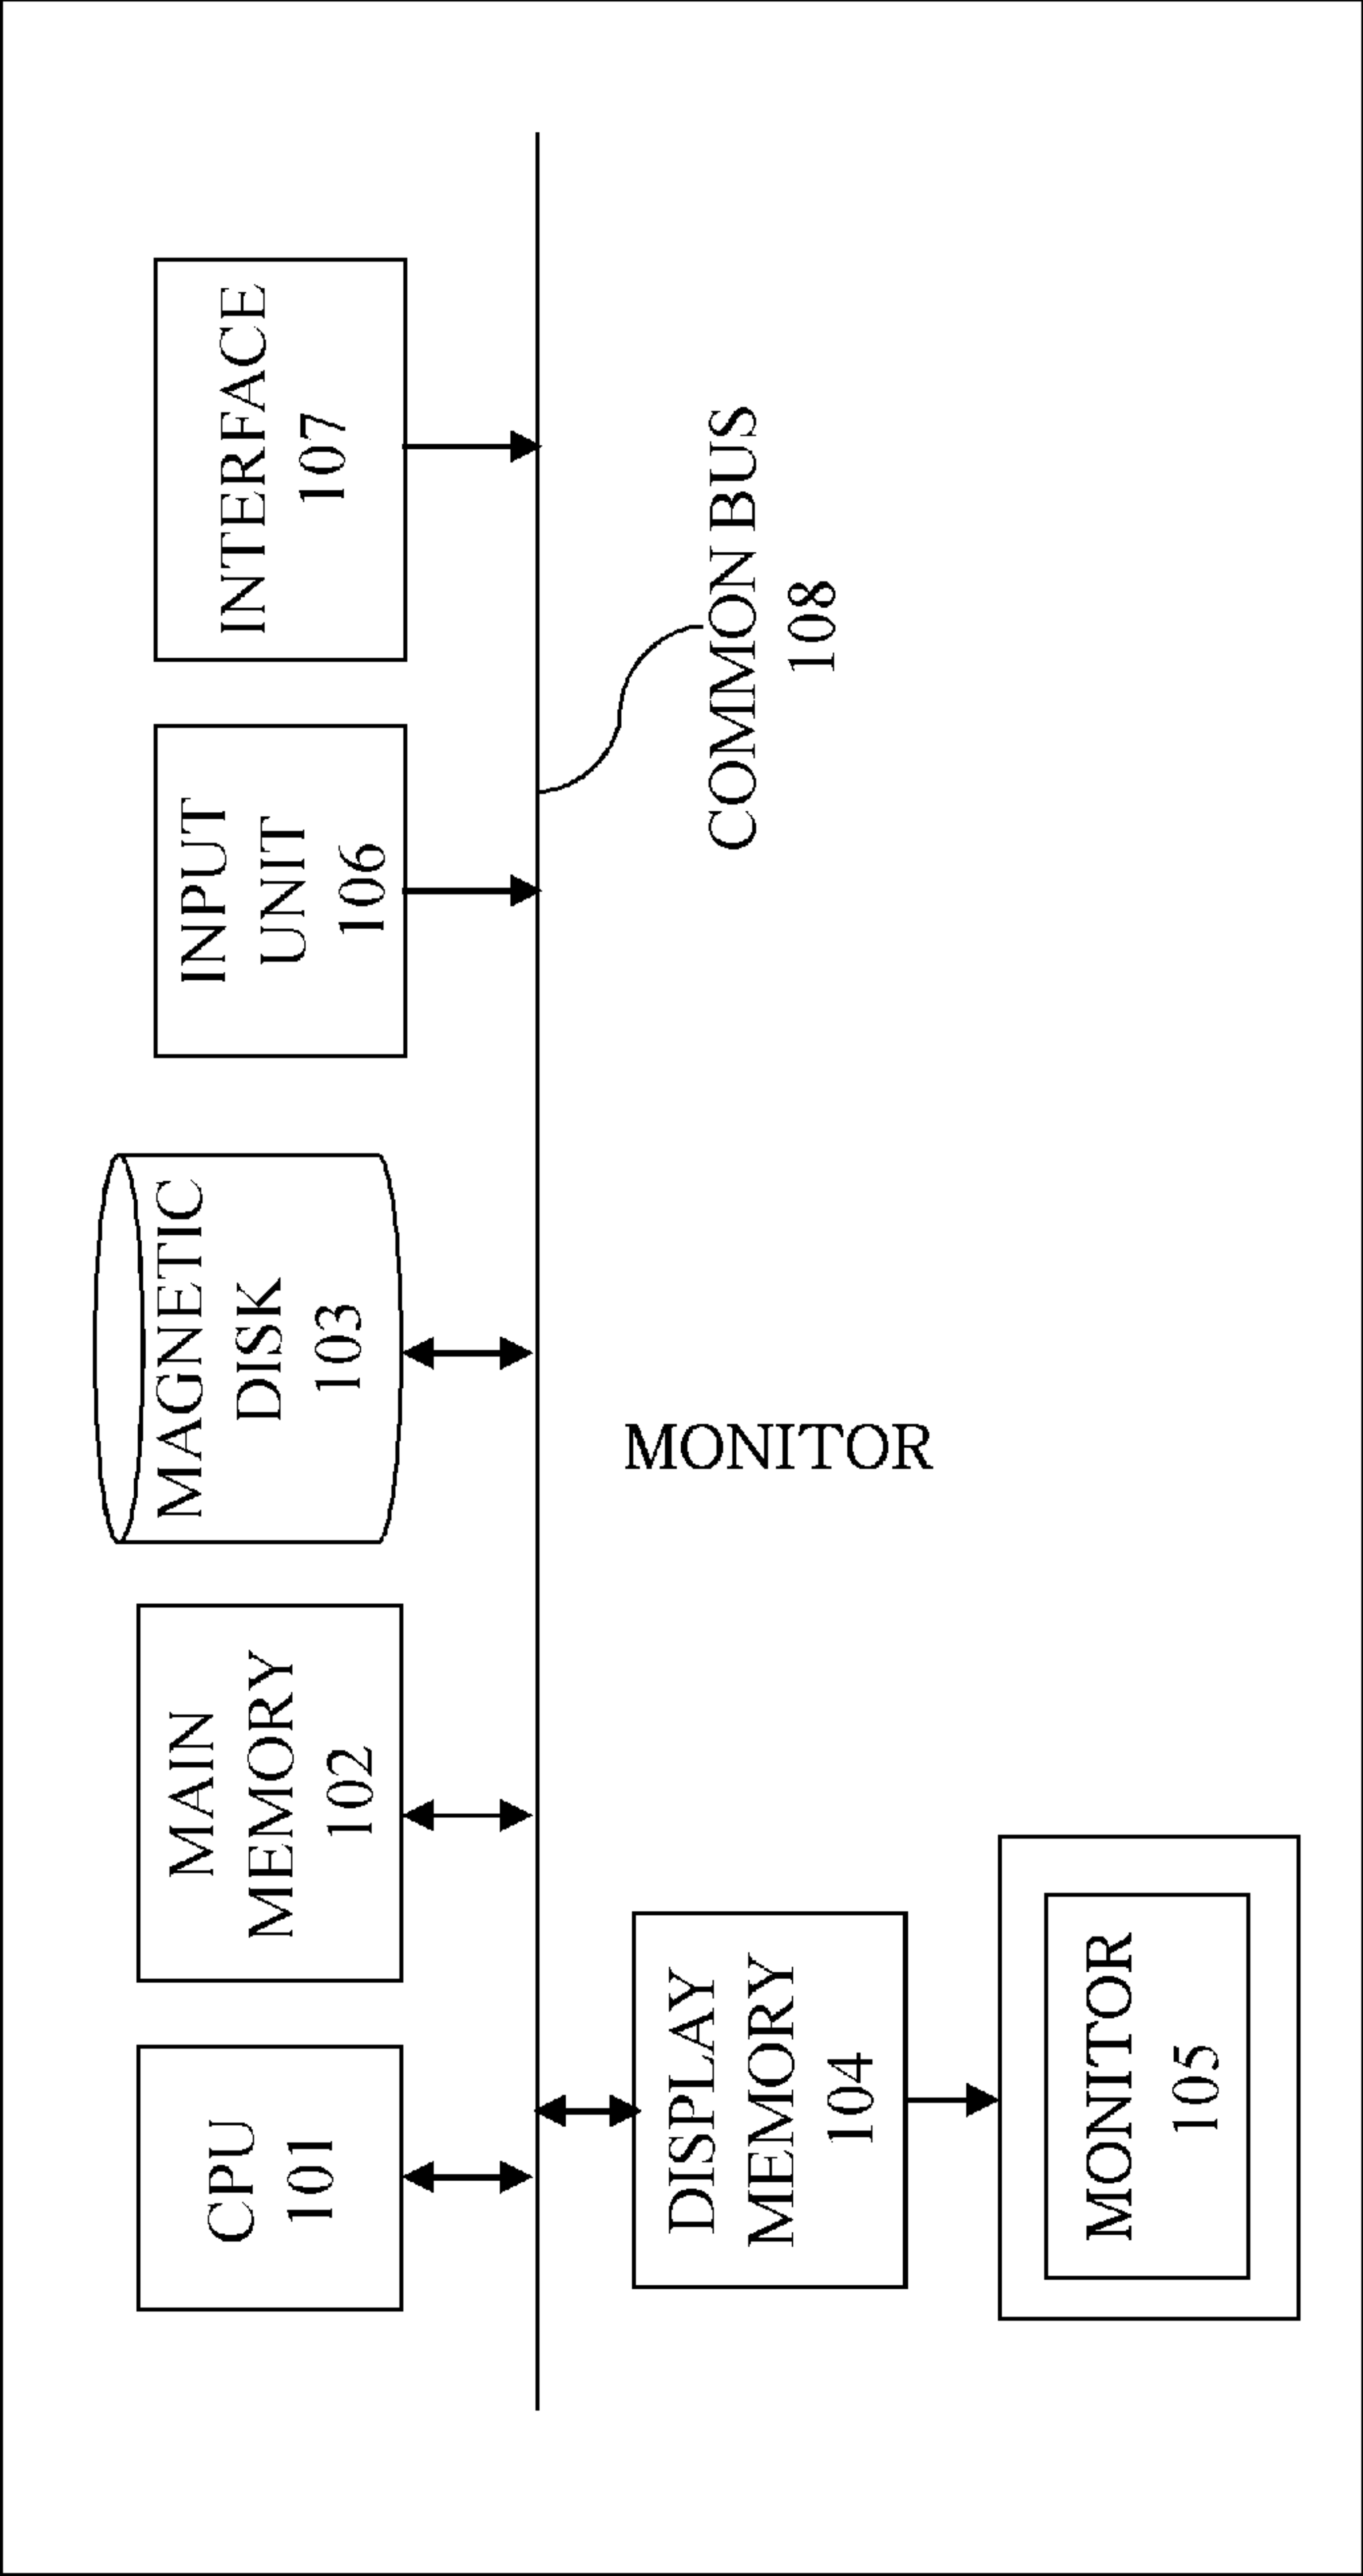 CPU
101
MAIN
MEMORY
102
MAGNETIC
DISK
103
INPUT
UNIT
106
INTERFACE
107
COMMON BUS
108
MONITOR
DISPLAY
MEMORY
104
MONITOR
105